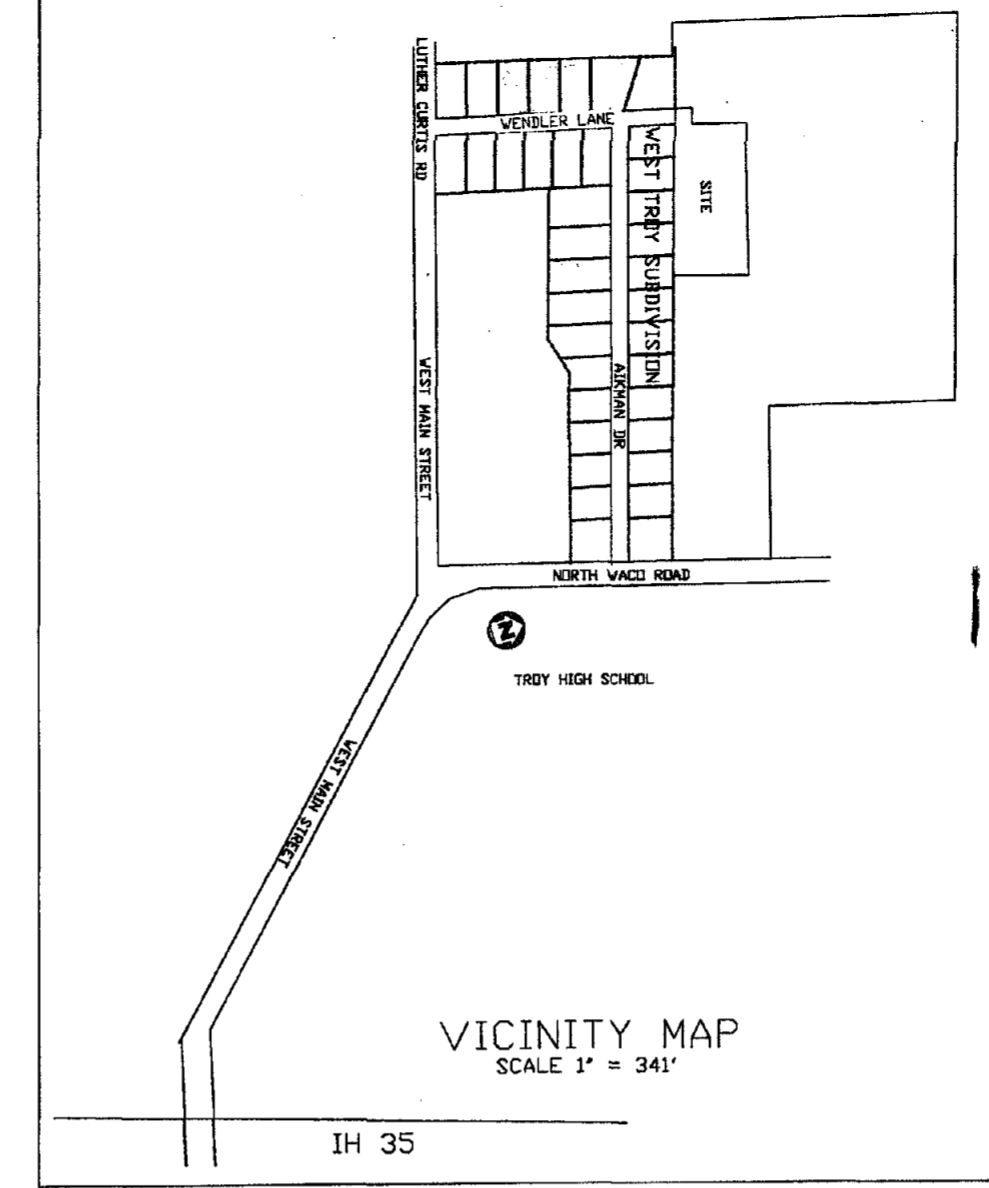 LUTHER CURTIS RD
WENDLER LANE
WEST TROY SUBDIVISION
SITE
WEST MAIN STREET
AIKMAN DR
NORTH WACO ROAD
N
TROY HIGH SCHOOL
WEST MAIN STREET
VICINITY MAP
SCALE 1" = 341'
IH 35